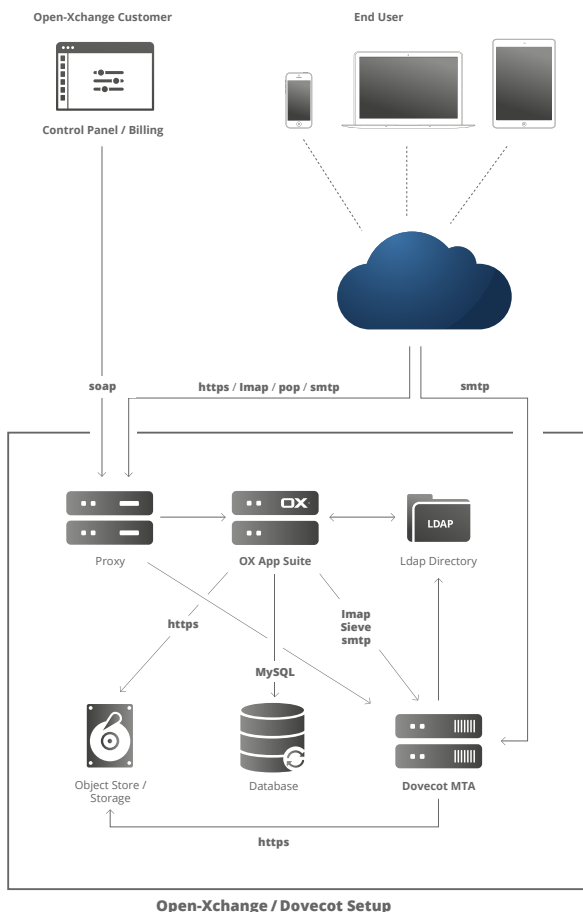 Open-Xchange Customer
End User
Control Panel / Billing
soap
https / Imap / pop / smtp
smtp
OX
LDAP
Proxy
OX App Suite
Ldap Directory
https
Imap
Sieve
smtp
MySQL
Object Store /
Storage
Database
Dovecot MTA
https
Open-Xchange / Dovecot Setup